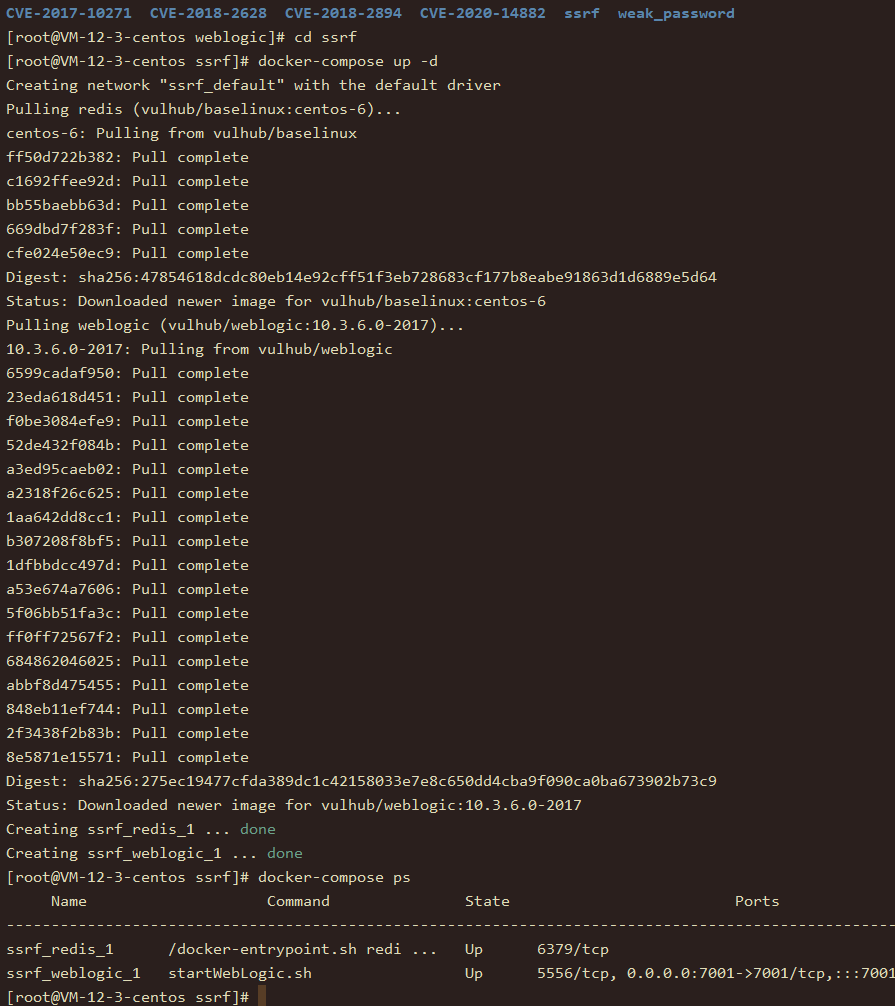 CVE-2017-10271  CVE-2018-2628  CVE-2018-2894  CVE-2020-14882  ssrf  weak_password
[root@VM-12-3-centos weblogic]# cd ssrf
[root@VM-12-3-centos ssrf]# docker-compose up -d
Creating network "ssrf_default" with the default driver
Pulling redis (vulhub/baselinux:centos-6)...
centos-6: Pulling from vulhub/baselinux
ff50d722b382: Pull complete
c1692ffee92d: Pull complete
bb55baebb63d: Pull complete
669dbd7f283f: Pull complete
cfe024e50ec9: Pull complete
Digest: sha256:47854618dcdc80eb14e92cff51f3eb728683cf177b8eabe91863d1d6889e5d64
Status: Downloaded newer image for vulhub/baselinux:centos-6
Pulling weblogic (vulhub/weblogic:10.3.6.0-2017)...
10.3.6.0-2017: Pulling from vulhub/weblogic
6599cadaf950: Pull complete
23eda618d451: Pull complete
f0be3084efe9: Pull complete
52de432f084b: Pull complete
a3ed95caeb02: Pull complete
a2318f26c625: Pull complete
1aa642dd8cc1: Pull complete
b307208f8bf5: Pull complete
1dfbbdcc497d: Pull complete
a53e674a7606: Pull complete
5f06bb51fa3c: Pull complete
ff0ff72567f2: Pull complete
684862046025: Pull complete
abbf8d475455: Pull complete
848eb11ef744: Pull complete
2f3438f2b83b: Pull complete
8e5871e15571: Pull complete
Digest: sha256:275ec19477cfda389dc1c42158033e7e8c650dd4cba9f090ca0ba673902b73c9
Status: Downloaded newer image for vulhub/weblogic:10.3.6.0-2017
Creating ssrf_redis_1 ... done
Creating ssrf_weblogic_1 ... done
[root@VM-12-3-centos ssrf]# docker-compose ps
     Name                    Command               State                         Ports
---------------------------------------------------------------------------------------------------
ssrf_redis_1      /docker-entrypoint.sh redi ...   Up      6379/tcp
ssrf_weblogic_1   startWebLogic.sh                 Up      5556/tcp, 0.0.0.0:7001->7001/tcp,:::7001
[root@VM-12-3-centos ssrf]#